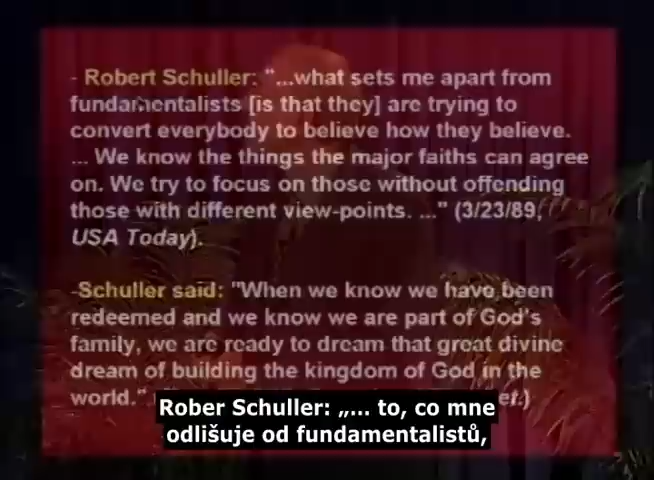 - Robert Schuller: "...what sets me apart from
fundamentalists [is that they] are trying to
convert everybody to believe how they believe.
... We know the things the major faiths can agree
on. We try to focus on those without offending
those with different view-points. ..." (3/23/89,
USA Today).
-Schuller said: "When we know we have been
redeemed and we know we are part of God's
family, we are ready to dream that great divine
dream of building the kingdom of God in the
world."
Rober Schuller: „... to, co mne
odlišuje od fundamentalistů,